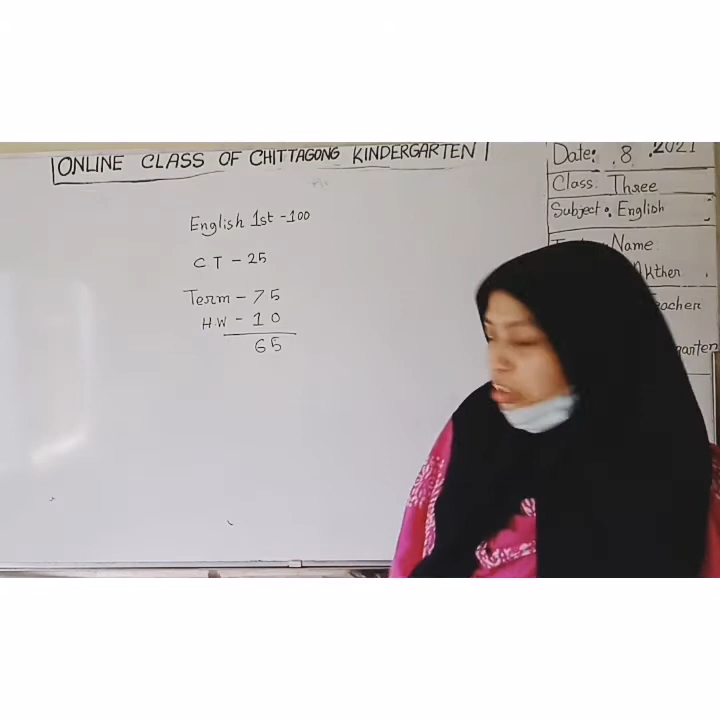 ONLINE CLASS OF CHITTAGONG KINDERGARTEN
English 1st -100
CT - 25
Term - 75
H.W - 10
65
Date: .8 .2021
Class: Three
Subject: English
Name
Akther